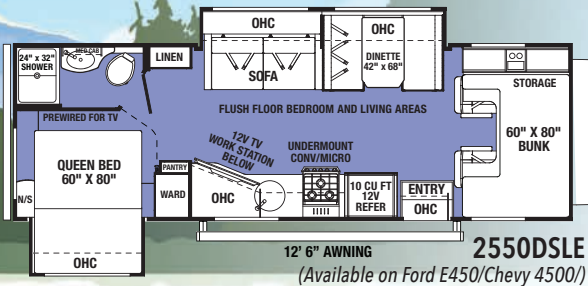 OHC
OHC
24" x 32"
SHOWER
MED CAB
LINEN
SOFA
DINETTE
42" x 68"
STORAGE
PREWIRED FOR TV
FLUSH FLOOR BEDROOM AND LIVING AREAS
60" X 80"
BUNK
QUEEN BED
60" X 80"
12V TV
WORK STATION
BELOW
UNDERMOUNT
CONV/MICRO
PANTRY
N/S
WARD
OHC
10 CU FT
12V
REFER
ENTRY
OHC
OHC
12' 6" AWNING
2550DSLE
(Available on Ford E450/Chevy 4500/)